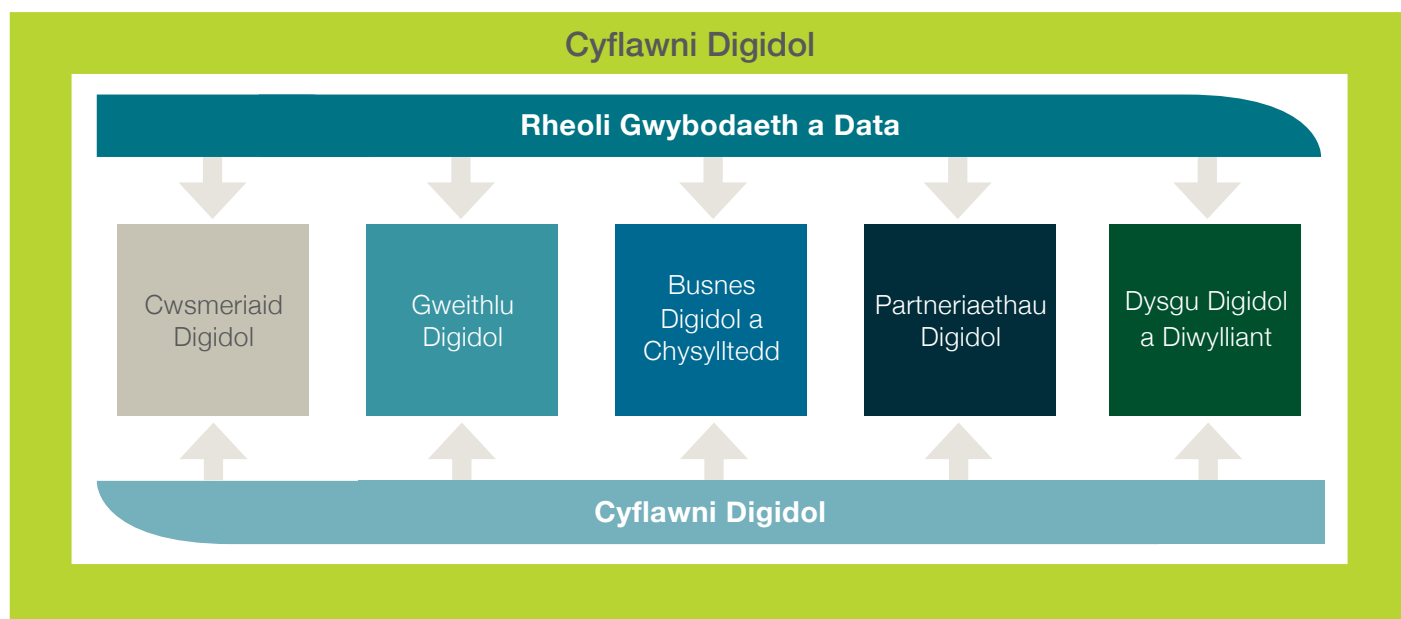 Cyflawni Digidol
Rheoli Gwybodaeth a Data
Cwsmeriaid
Digidol
Gweithlu
Digidol
Busnes
Digidol a
Chysylltedd
Partneriaethau
Digidol
Dysgu Digidol
a Diwylliant
Cyflawni Digidol